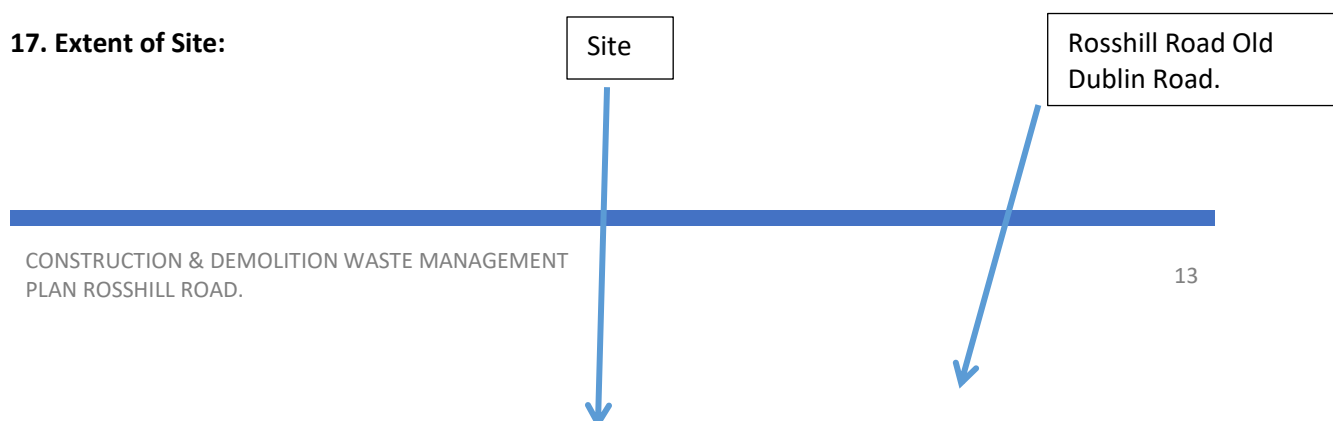 17. Extent of Site:
Site
Rosshill Road Old
Dublin Road.
CONSTRUCTION & DEMOLITION WASTE MANAGEMENT
PLAN ROSSHILL ROAD.
13